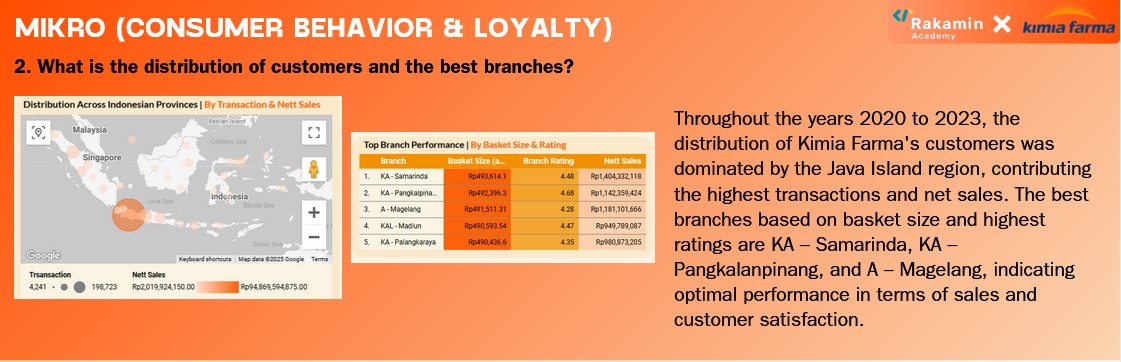 MIKRO (CONSUMER BEHAVIOR & LOYALTY)
Rakamin
Academy
kimia farma
2. What is the distribution of customers and the best branches?
Distribution Across Indonesian Provinces | By Transaction & Nett Sales
Malaysia
Singapore
Celebes Sea
Indonesia
Java Sea
Banda Sea
Timor Sea
Google
Keyboard shortcuts Map data ©2025 Google Terms
Trsansaction Nett Sales
4,241 - 198,723 Rp2,019,924,150.00 Rp94,869,594,875.00
Top Branch Performance | By Basket Size & Rating
Branch Basket Size (a... Branch Rating Nett Sales
1. KA - Samarinda Rp493,614.1 4.48 Rp1,404,332,118
2. KA - Pangkalpina... Rp492,396.3 4.68 Rp1,142,359,424
3. A - Magelang Rp491,511.31 4.28 Rp1,181,101,666
4. KAL - Madiun Rp490,593.54 4.47 Rp949,789,087
5. KA - Palangkaraya Rp490,436.6 4.35 Rp980,873,205
Throughout the years 2020 to 2023, the
distribution of Kimia Farma's customers was
dominated by the Java Island region, contributing
the highest transactions and net sales. The best
branches based on basket size and highest
ratings are KA – Samarinda, KA –
Pangkalanpinang, and A – Magelang, indicating
optimal performance in terms of sales and
customer satisfaction.